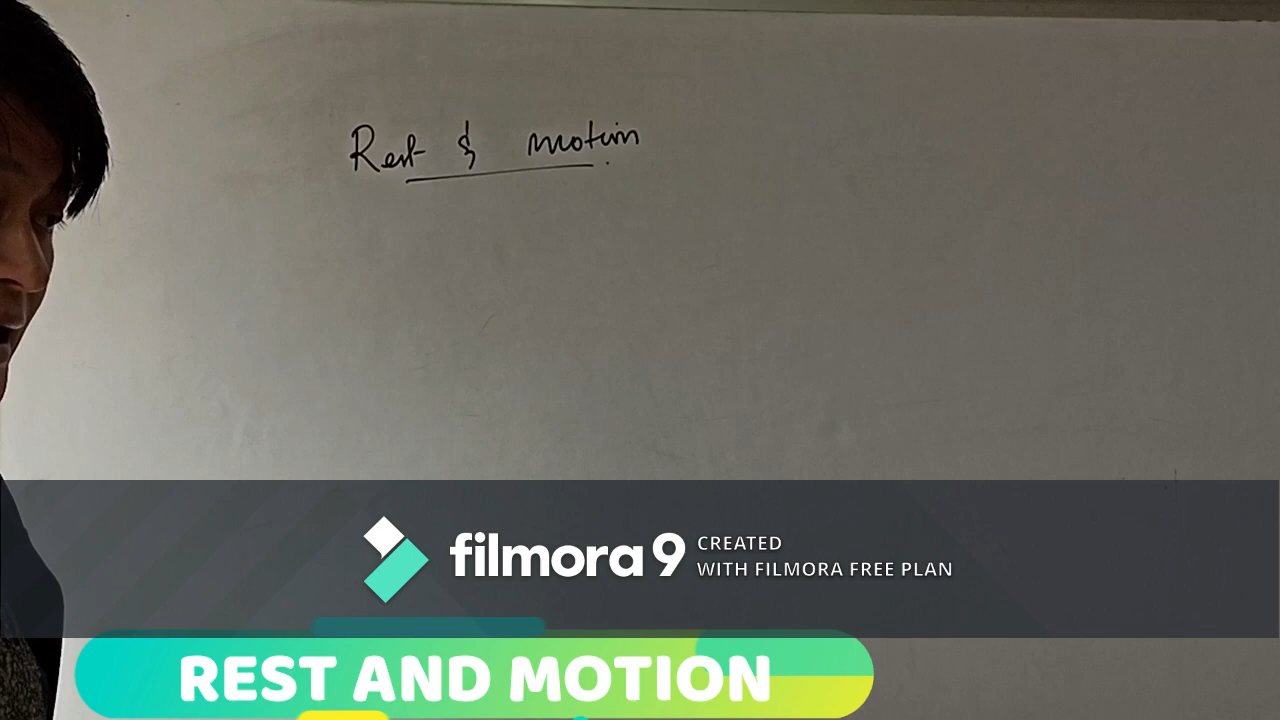 Rest & motion
filmora 9 CREATED
WITH FILMORA FREE PLAN
REST AND MOTION